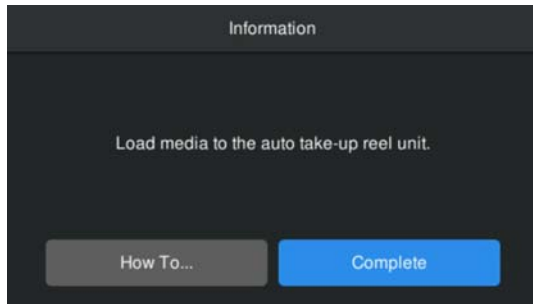 Information
Load media to the auto take-up reel unit.
How To...
Complete